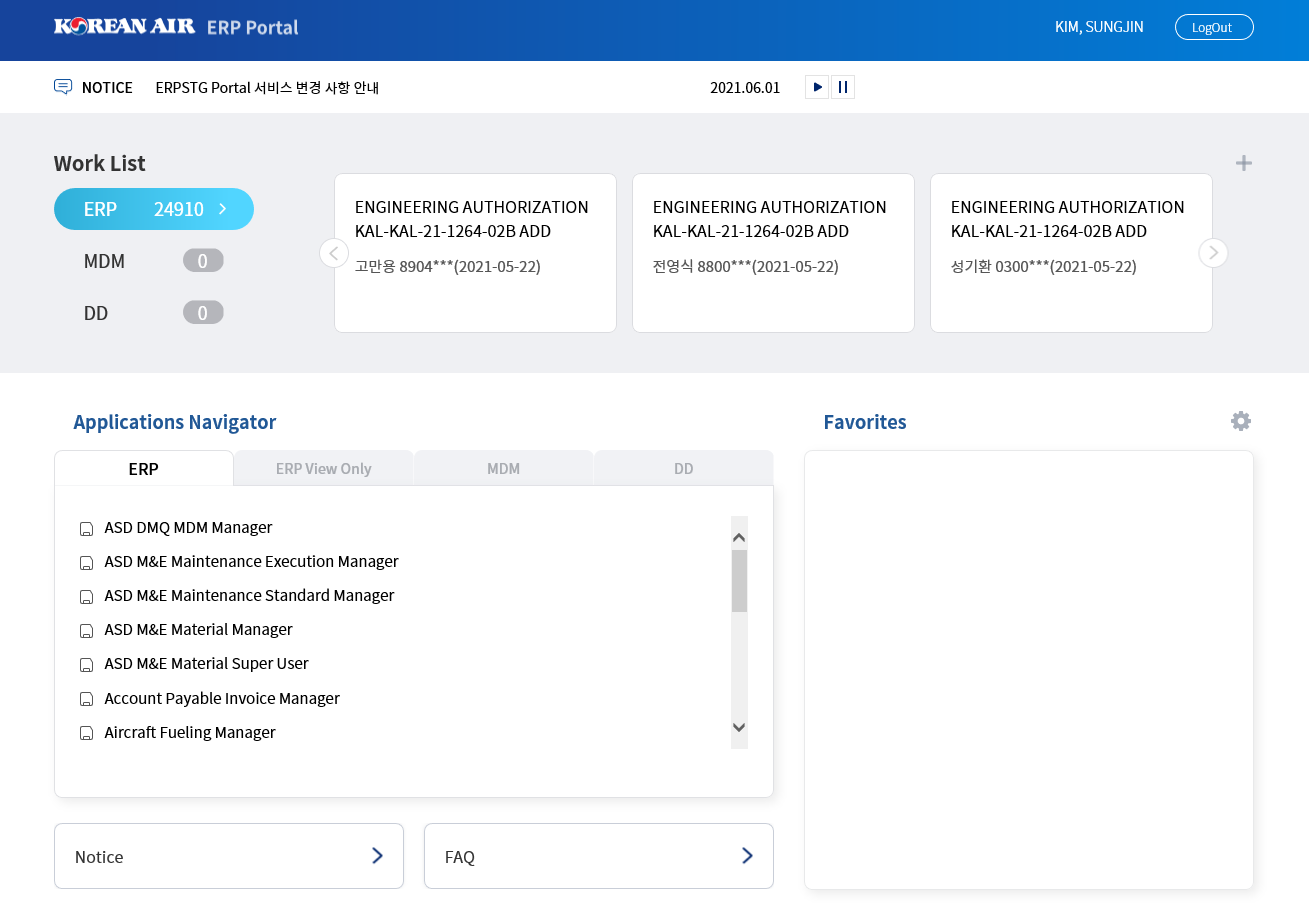 KOREAN AIR ERP Portal
KIM, SUNGJIN
LogOut
NOTICE
ERPSTG Portal 서비스 변경 사항 안내
2021.06.01
Work List
ERP 24910
MDM 0
DD 0
ENGINEERING AUTHORIZATION
KAL-KAL-21-1264-02B ADD
고만용 8904***(2021-05-22)
ENGINEERING AUTHORIZATION
KAL-KAL-21-1264-02B ADD
전영식 8800***(2021-05-22)
ENGINEERING AUTHORIZATION
KAL-KAL-21-1264-02B ADD
성기환 0300***(2021-05-22)
Applications Navigator
ERP
ERP View Only
MDM
DD
ASD DMQ MDM Manager
ASD M&E Maintenance Execution Manager
ASD M&E Maintenance Standard Manager
ASD M&E Material Manager
ASD M&E Material Super User
Account Payable Invoice Manager
Aircraft Fueling Manager
Favorites
Notice
FAQ